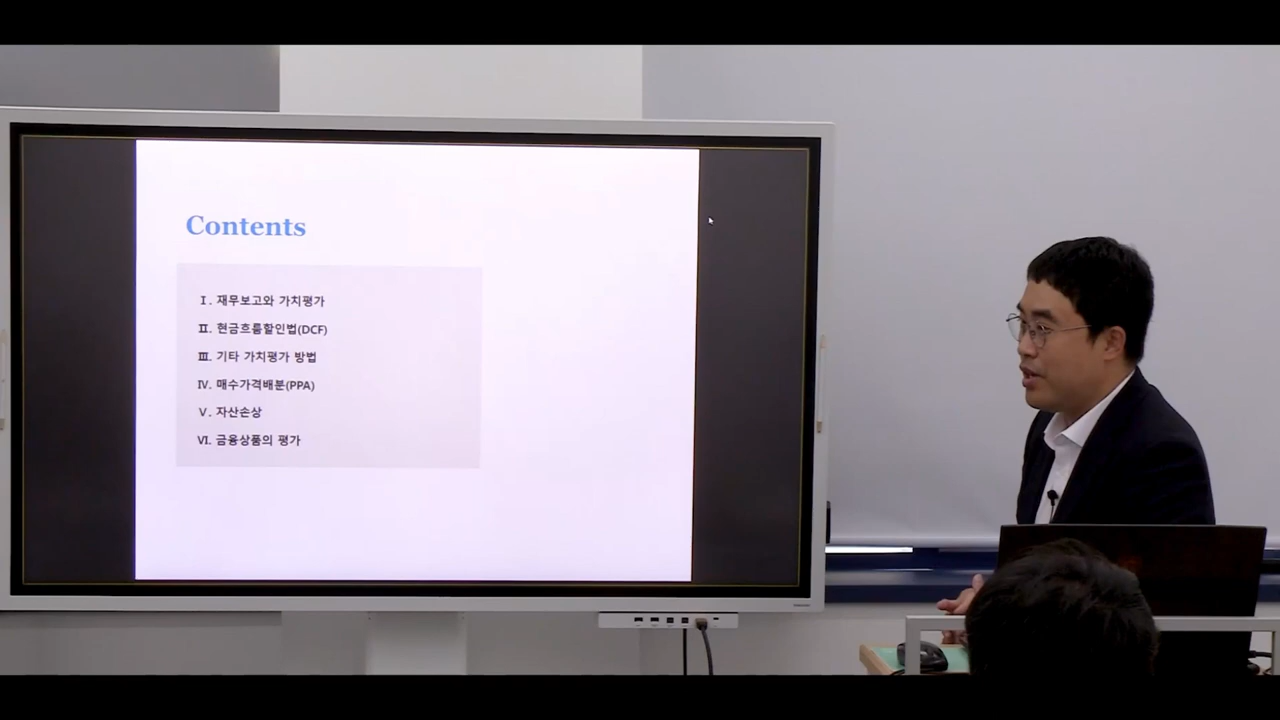 Contents
Ⅰ. 재무보고와 가치평가
Ⅱ. 현금흐름할인법(DCF)
Ⅲ. 기타 가치평가 방법
Ⅳ. 매수가격배분(PPA)
Ⅴ. 자산손상
Ⅵ. 금융상품의 평가